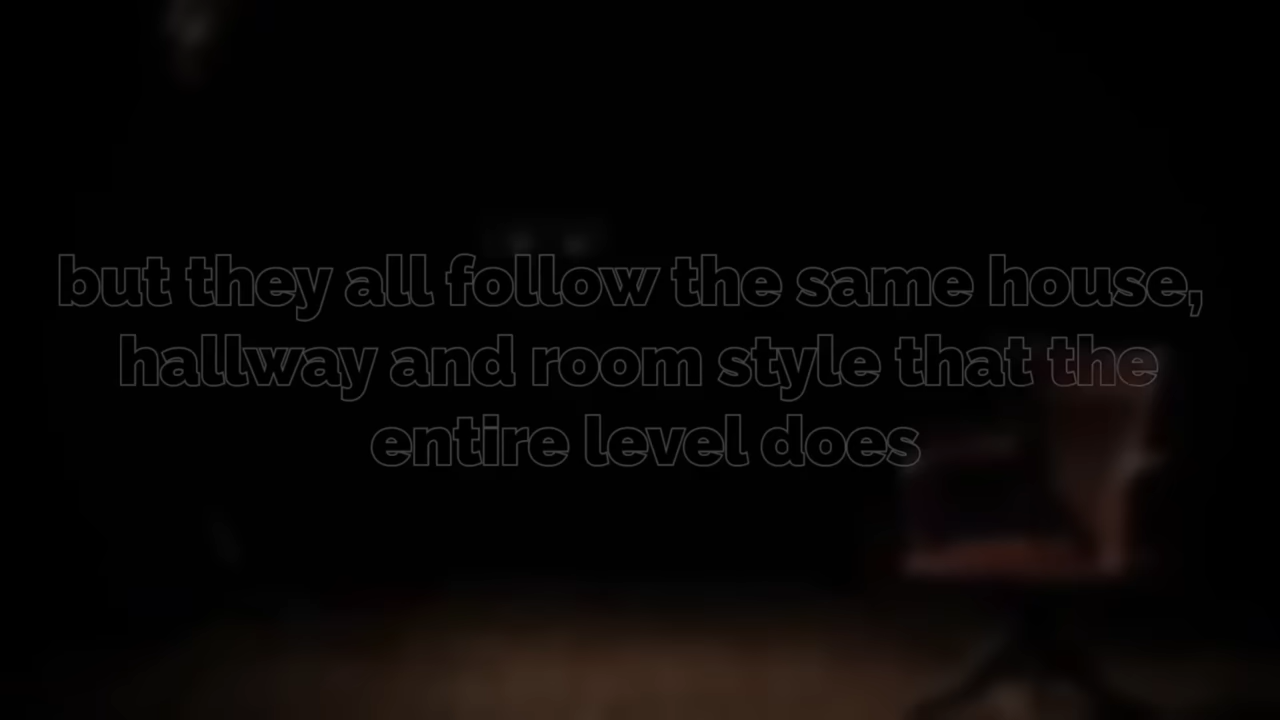 but they all follow the same house,
hallway and room style that the
entire level does